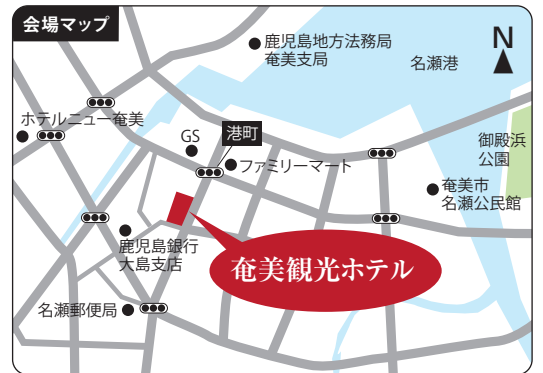 会場マップ
鹿児島地方法務局
奄美支局
名瀬港
N
ホテルニュー奄美
GS
港町
ファミリーマート
御殿浜
公園
奄美市
名瀬公民館
鹿児島銀行
大島支店
奄美観光ホテル
名瀬郵便局